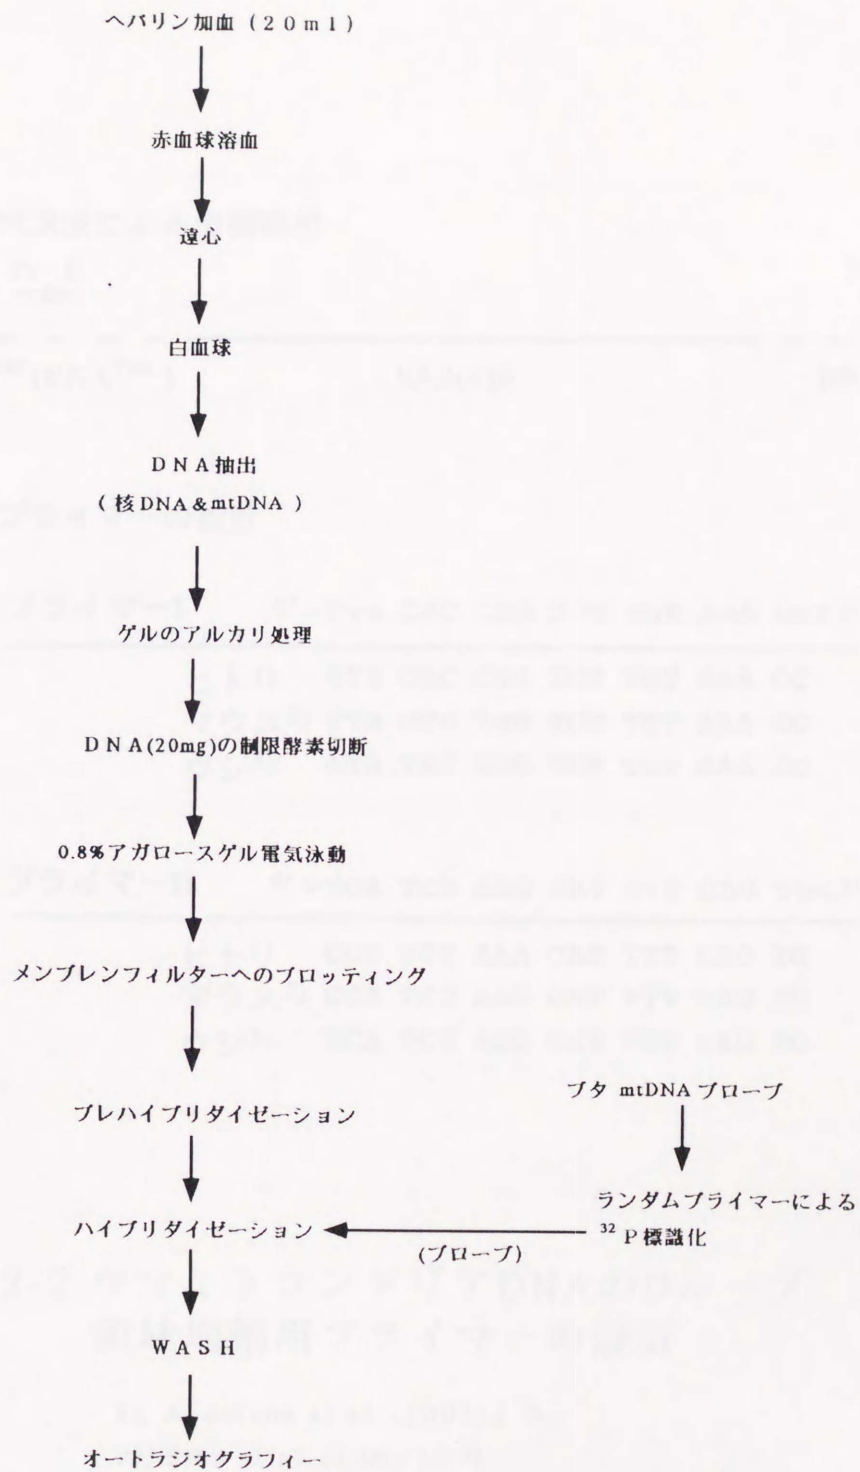 ヘパリン加血（20ml）
赤血球溶血
遠心
白血球
DNA抽出
（核DNA&mtDNA）
ゲルのアルカリ処理
DNA(20mg)の制限酵素切断
0.8%アガロースゲル電気泳動
メンブレンフィルターへのブロッティング
プレハイブリダイゼーション
ブタ mtDNA プローブ
ランダムプライマーによる
32P標識化
(プローブ)
ハイブリダイゼーション
WASH
オートラジオグラフィー